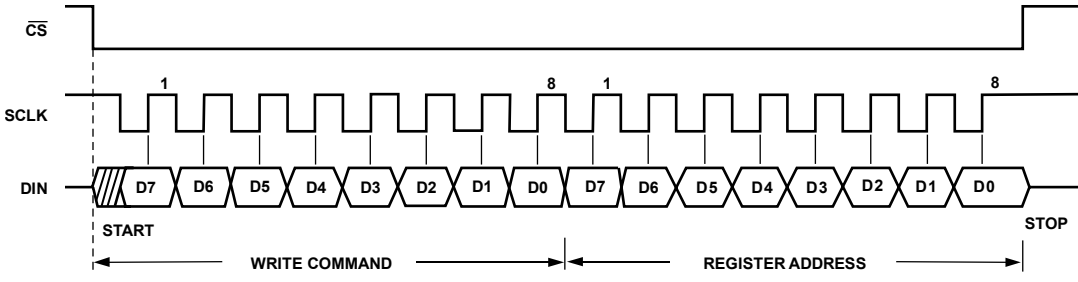 CS
1 8 1 8
SCLK
DIN D7 D6 D5 D4 D3 D2 D1 D0 D7 D6 D5 D4 D3 D2 D1 D0
START STOP
WRITE COMMAND REGISTER ADDRESS